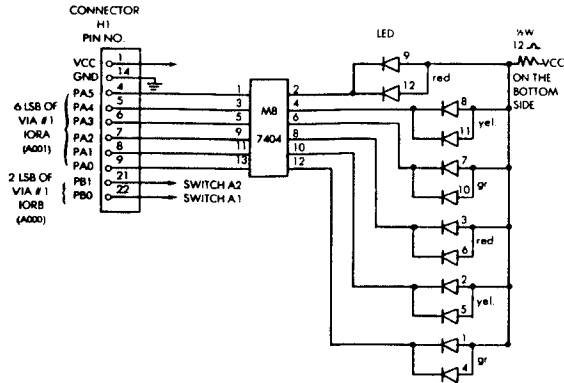 CONNECTOR
H1
PIN NO.
LED
½W
12
VCC
ON THE
BOTTOM
SIDE
VCC 1
GND 14
PA5 4
PA4 5
PA3 6
PA2 7
PA1 8
PA0 9
PB1 21
PB0 22
6 LSB OF
VIA #1
IORA
(A001)
2 LSB OF
VIA #1
IORB
(A000)
SWITCH A2
SWITCH A1
1
3
5
9
11
13
M8
7404
2
4
6
8
10
12
9
12
red
8
11
yel.
7
10
gr
3
6
red
2
5
yel.
1
4
gr